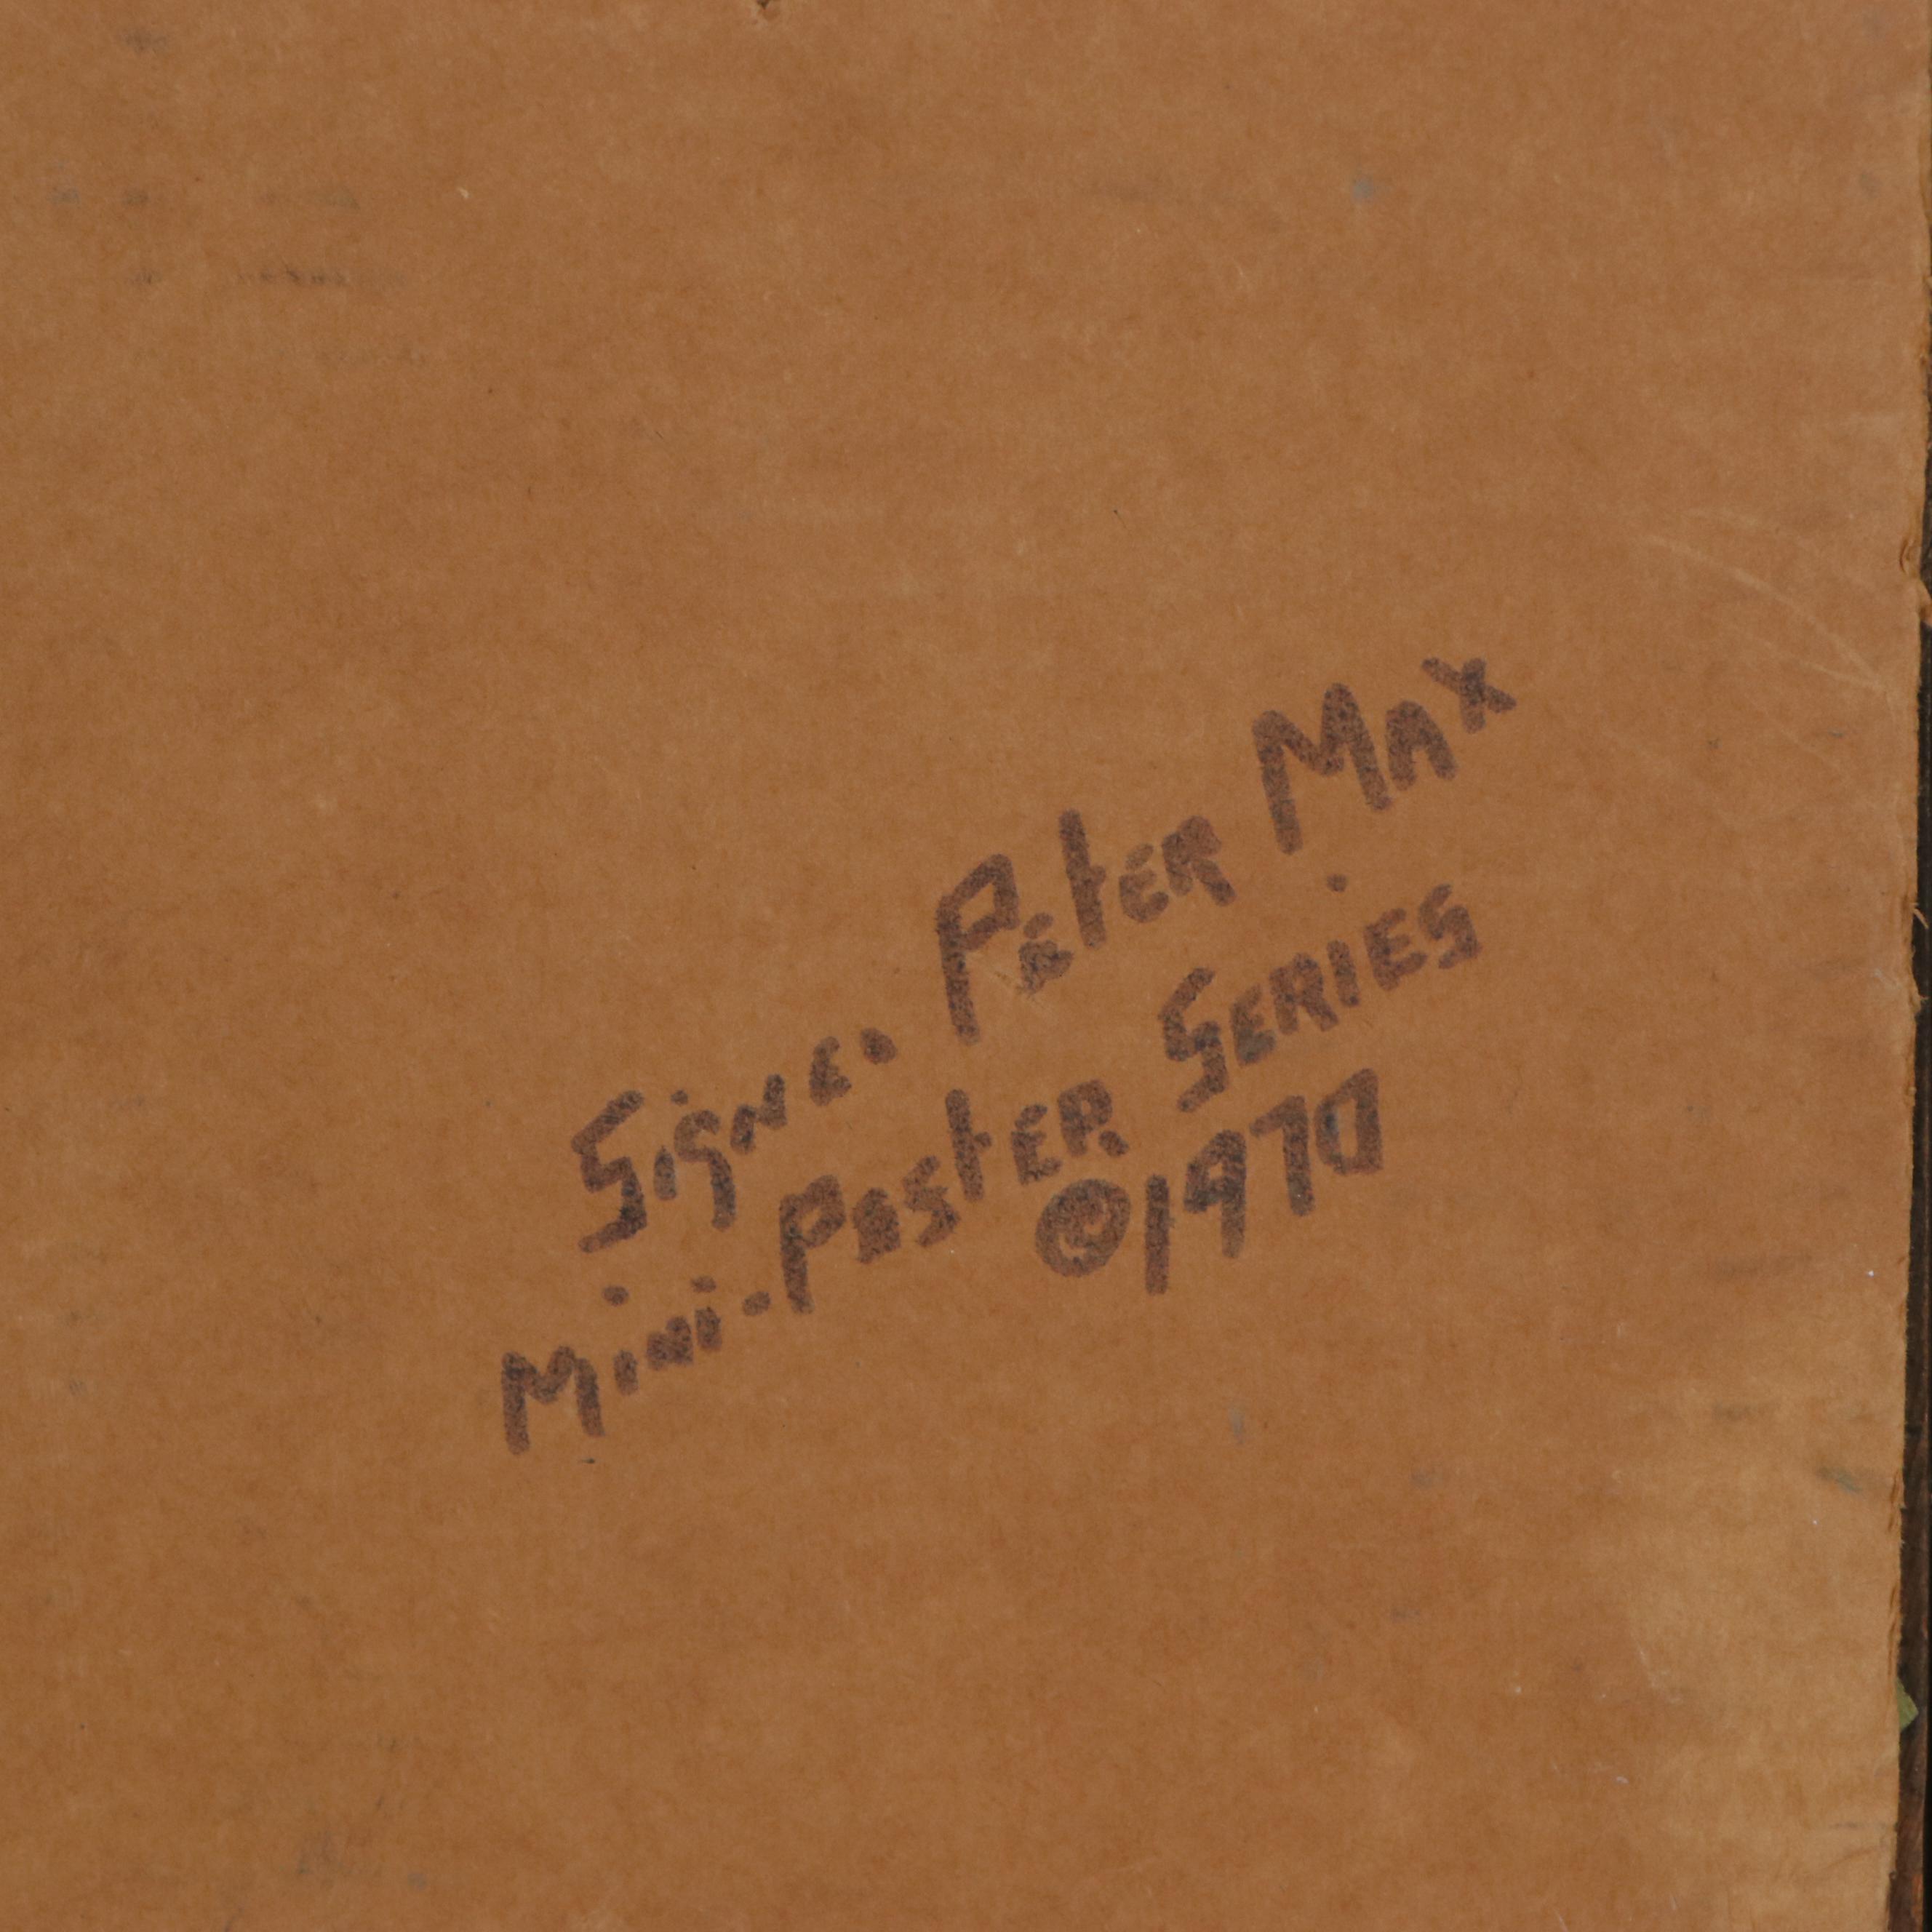 Signed Peter Max
Mini-Poster Series
©1970